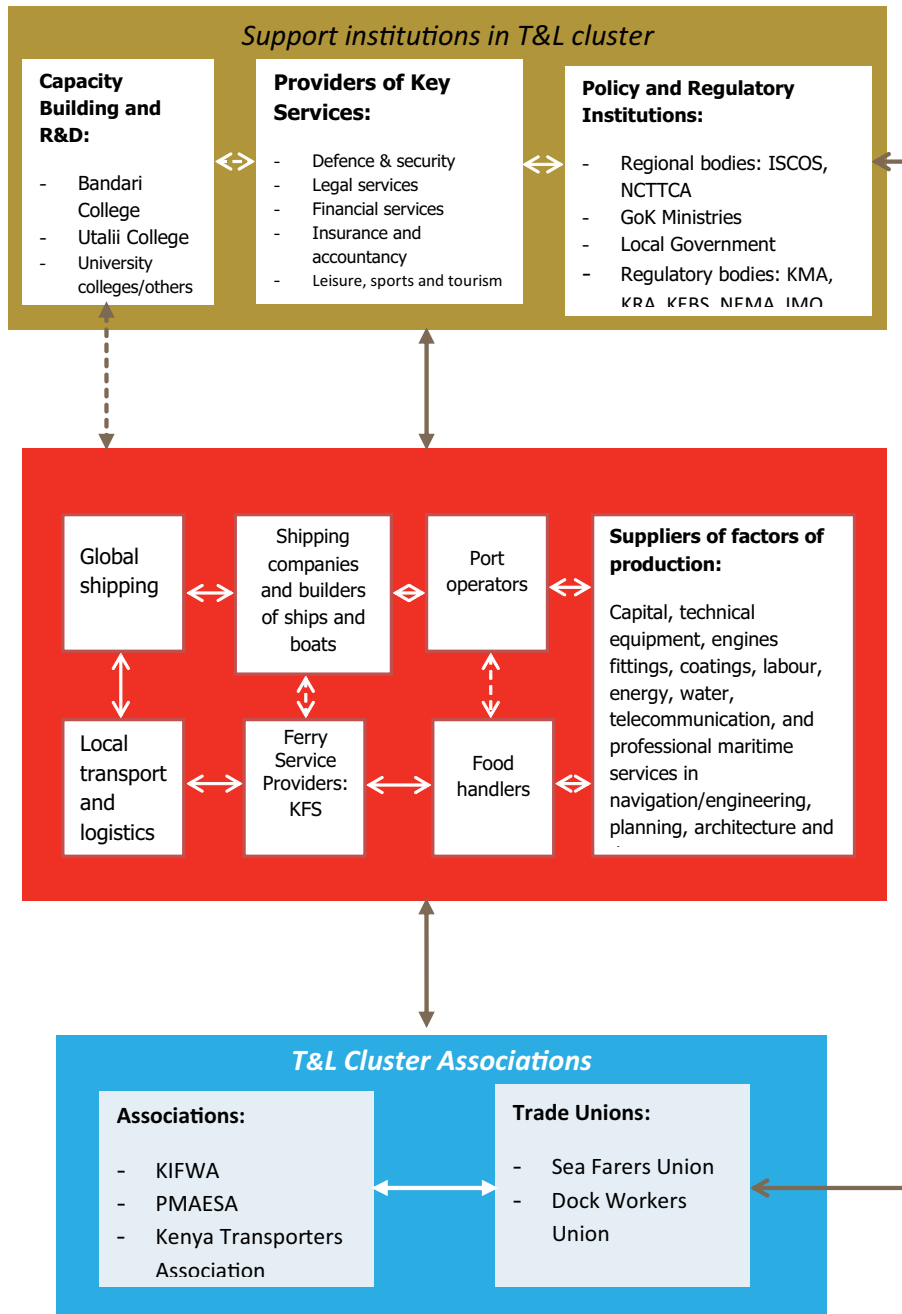 Support institutions in T&L cluster
Capacity
Building and
R&D:
- Bandari
College
- Utalii College
- University
colleges/others
Providers of Key
Services:
- Defence & security
- Legal services
- Financial services
- Insurance and
accountancy
- Leisure, sports and tourism
Policy and Regulatory
Institutions:
- Regional bodies: ISCOS,
NCTTCA
- GoK Ministries
- Local Government
- Regulatory bodies: KMA,
KRA, KEBS, NEMA, IMO
Global
shipping
Shipping
companies
and builders
of ships and
boats
Port
operators
Suppliers of factors of
production:
Capital, technical
equipment, engines
fittings, coatings, labour,
energy, water,
telecommunication, and
professional maritime
services in
navigation/engineering,
planning, architecture and
Local
transport
and
logistics
Ferry
Service
Providers:
KFS
Food
handlers
T&L Cluster Associations
Associations:
- KIFWA
- PMAESA
- Kenya Transporters
Association
Trade Unions:
- Sea Farers Union
- Dock Workers
Union